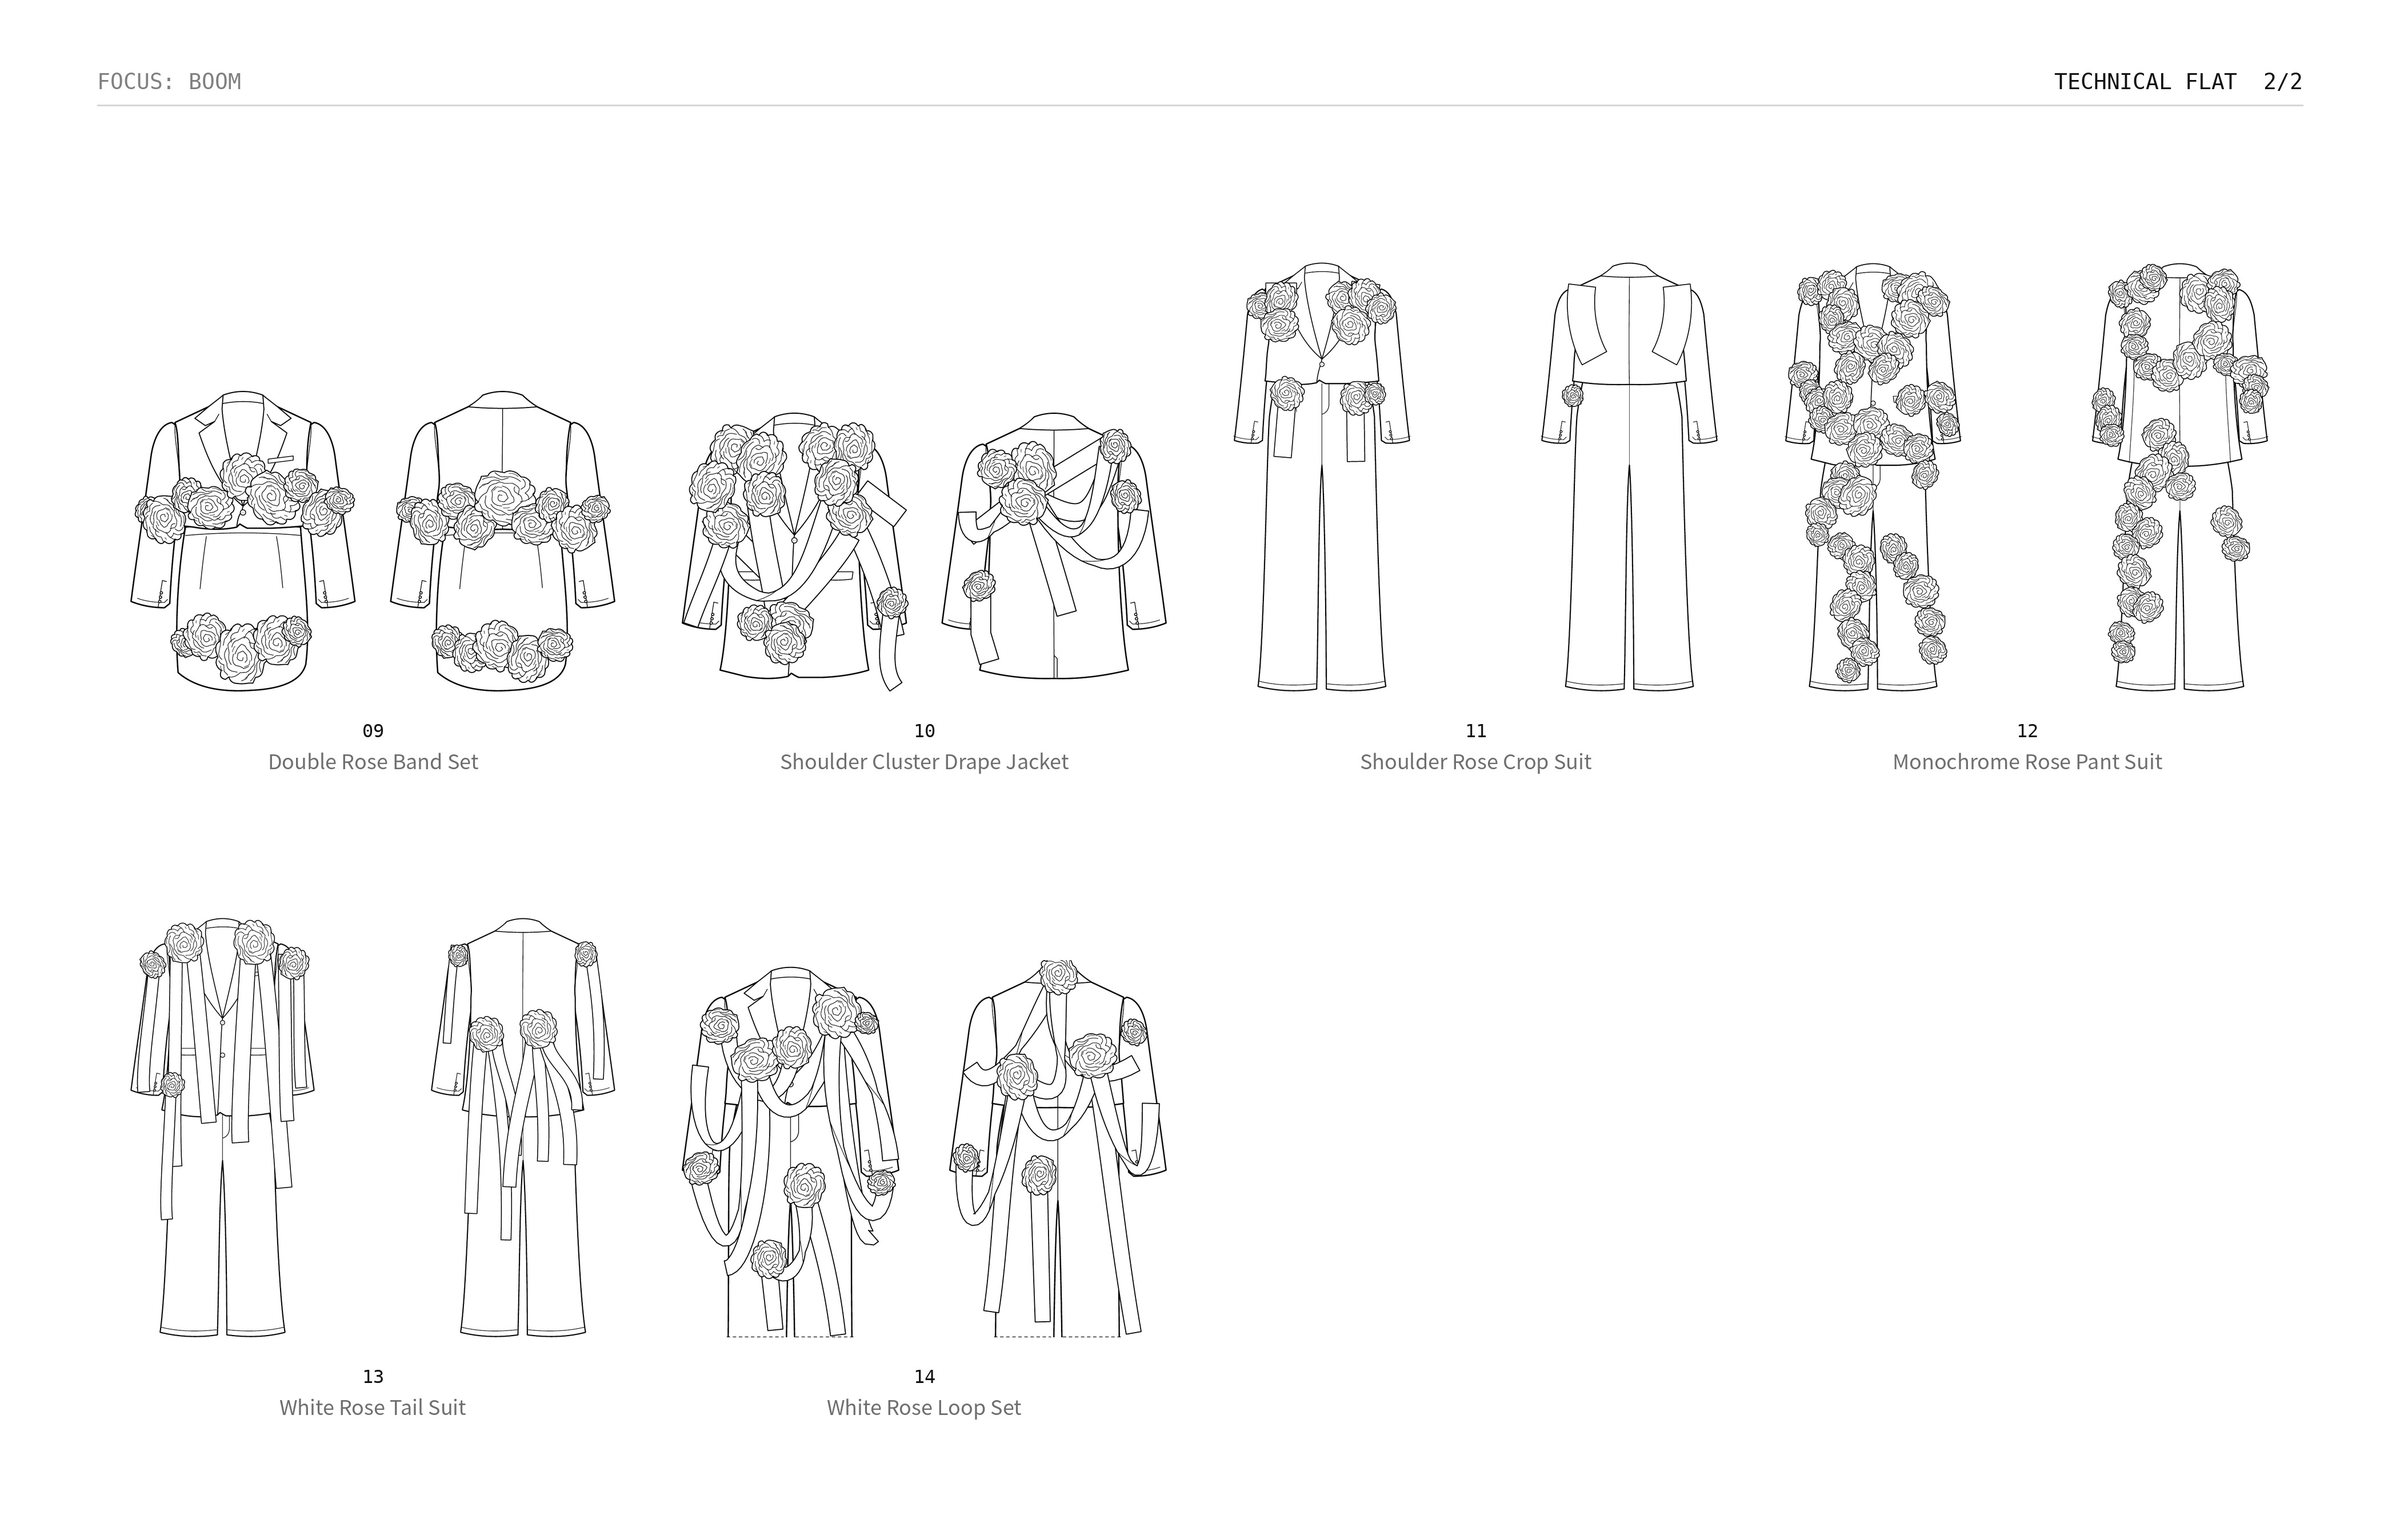 FOCUS: BOOM
TECHNICAL FLAT 2/2
09
Double Rose Band Set
10
Shoulder Cluster Drape Jacket
11
Shoulder Rose Crop Suit
12
Monochrome Rose Pant Suit
13
White Rose Tail Suit
14
White Rose Loop Set